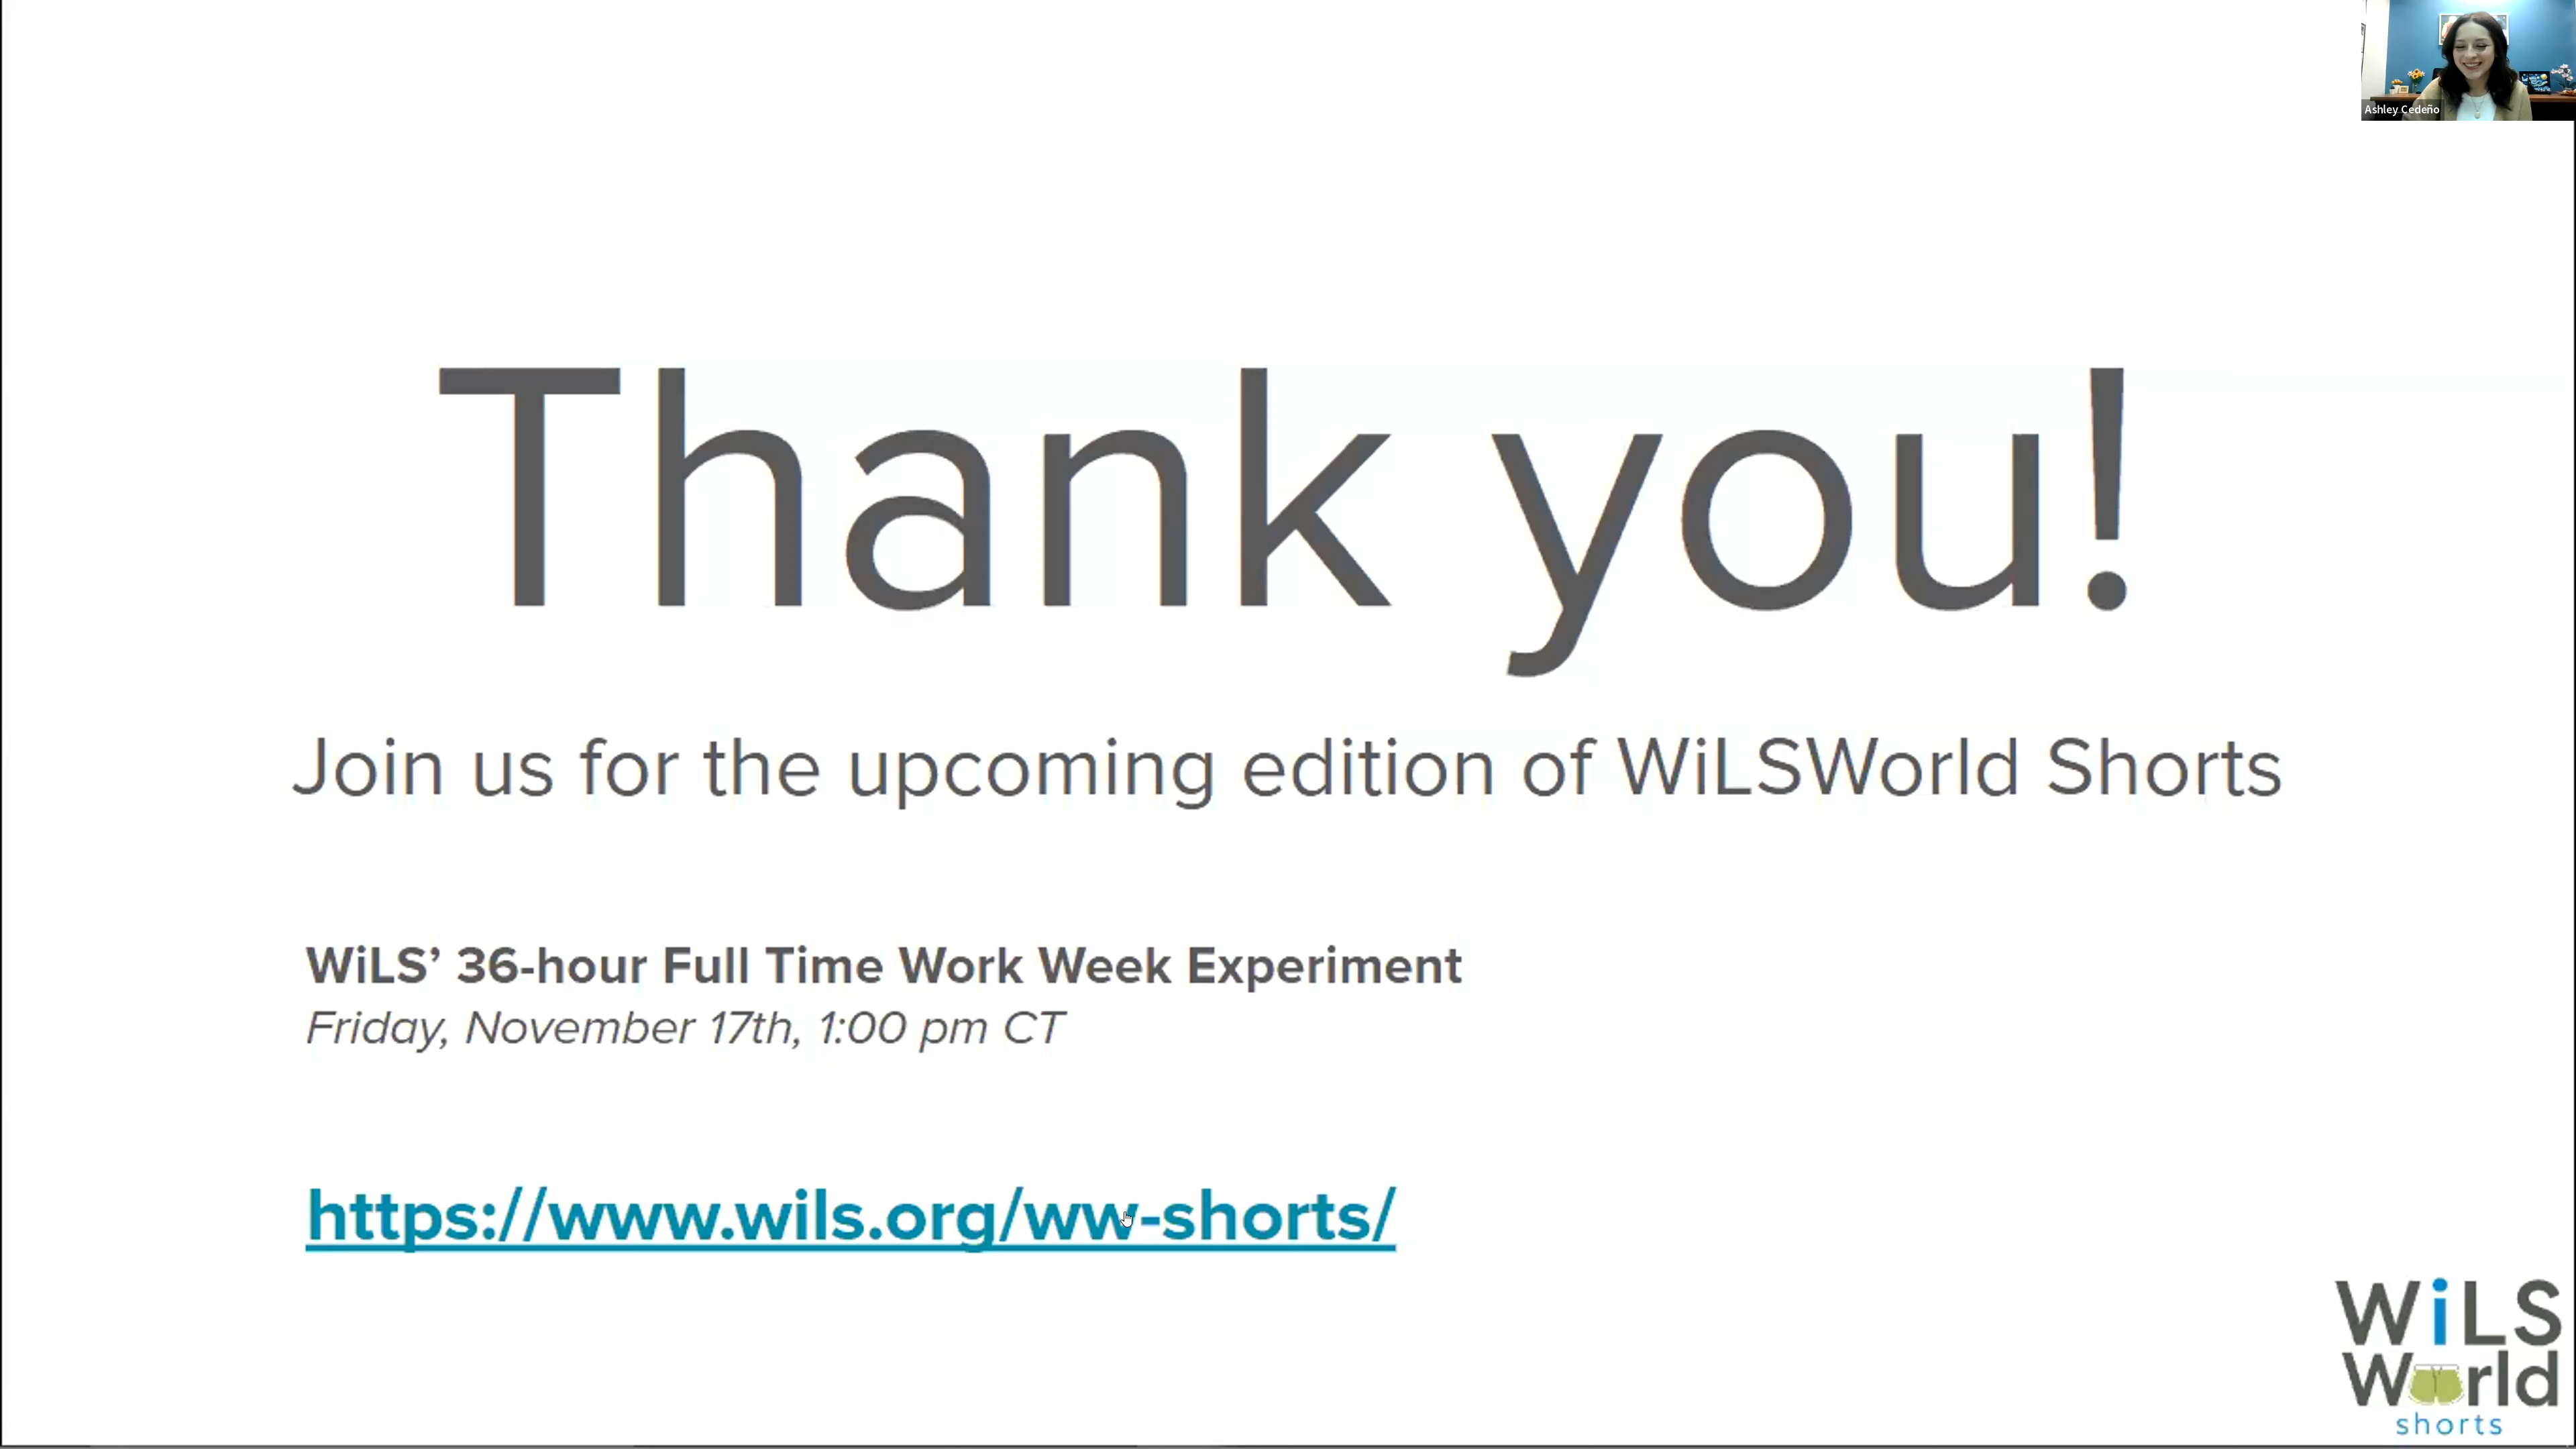 Ashley Cedeño
Thank you!
Join us for the upcoming edition of WiLSWorld Shorts
WiLS’ 36-hour Full Time Work Week Experiment
Friday, November 17th, 1:00 pm CT
https://www.wils.org/ww-shorts/
WiLS
World
shorts